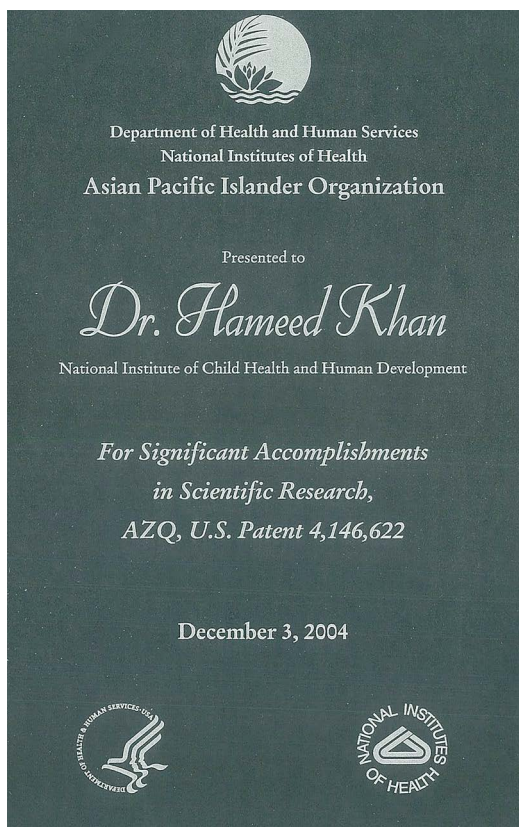 Department of Health and Human Services
National Institutes of Health
Asian Pacific Islander Organization
Presented to
Dr. Hameed Khan
National Institute of Child Health and Human Development
For Significant Accomplishments
in Scientific Research,
AZQ, U.S. Patent 4,146,622
December 3, 2004
DEPARTMENT OF HEALTH & HUMAN SERVICES·USA
NATIONAL INSTITUTES
OF HEALTH